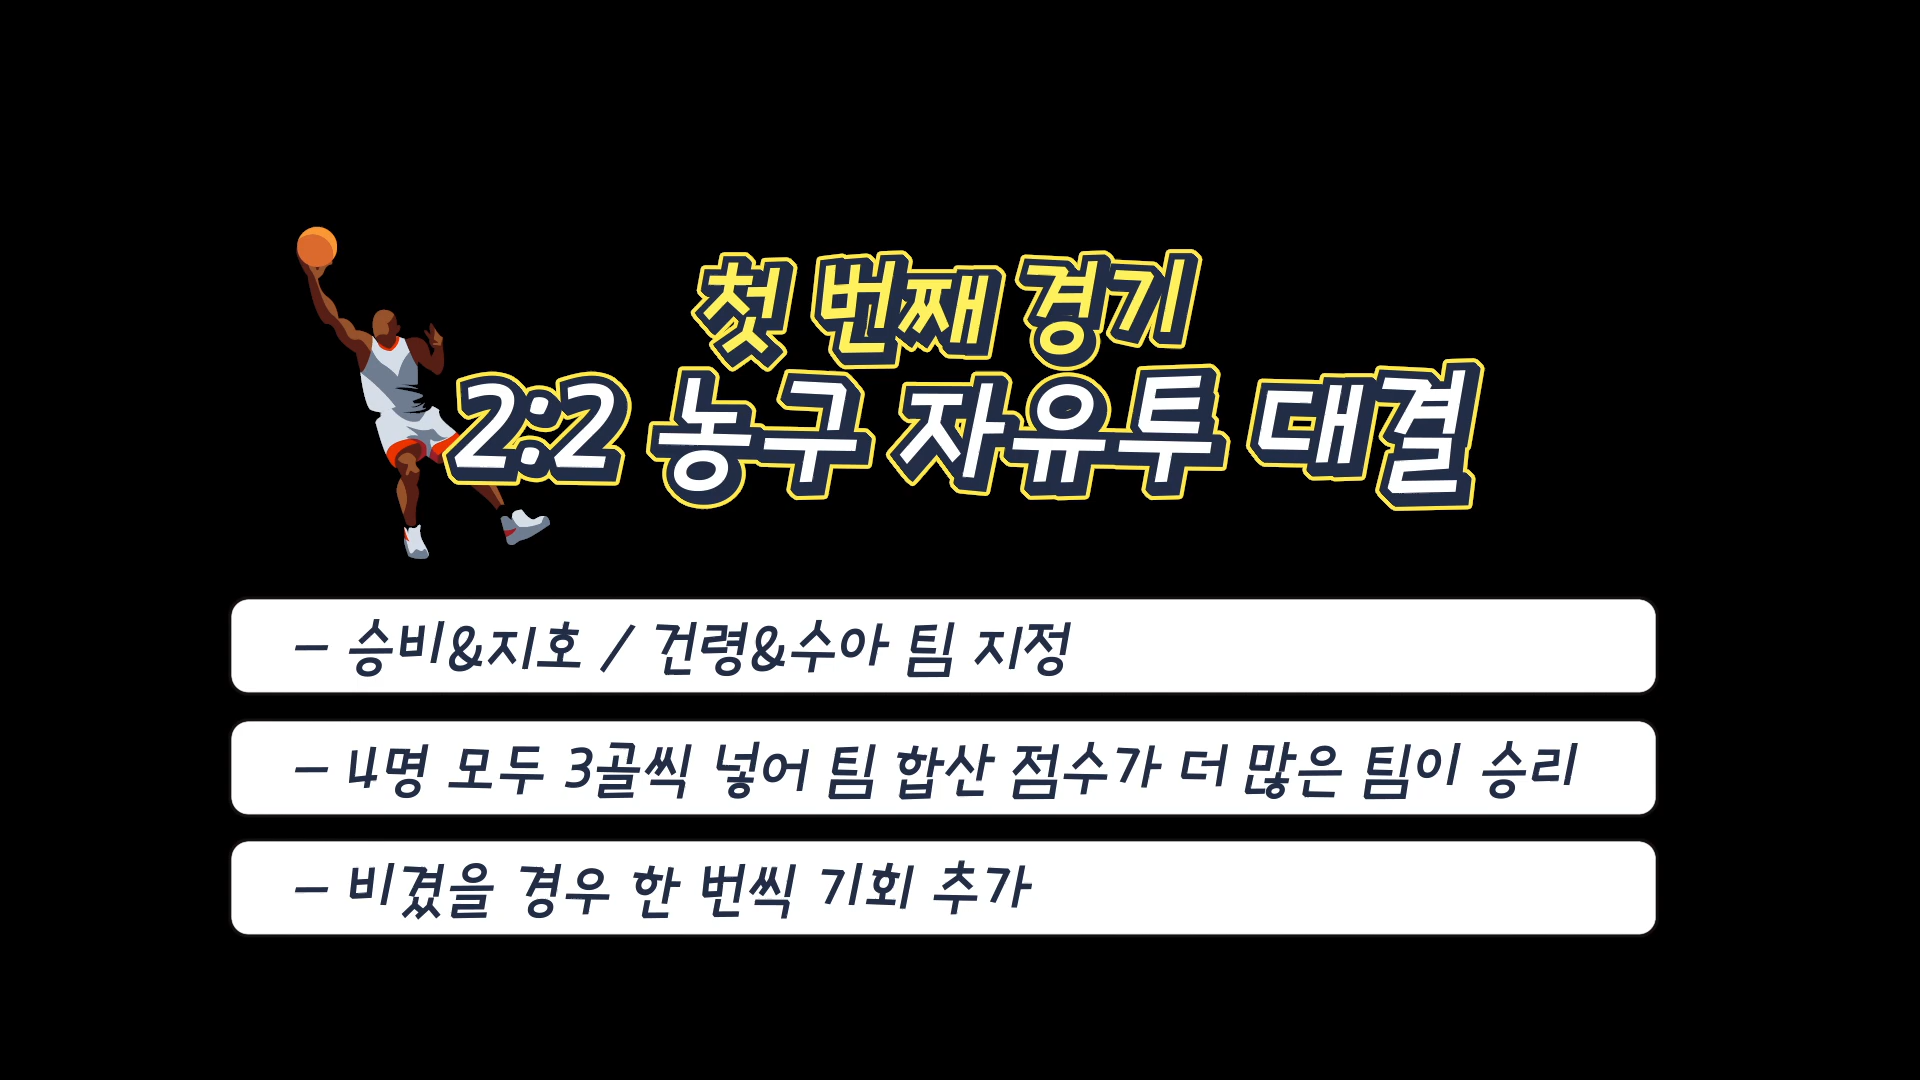 첫 번째 경기
2:2 농구 자유투 대결
- 승비&지호 / 건령&수아 팀 지정
- 4명 모두 3골씩 넣어 팀 합산 점수가 더 많은 팀이 승리
- 비겼을 경우 한 번씩 기회 추가